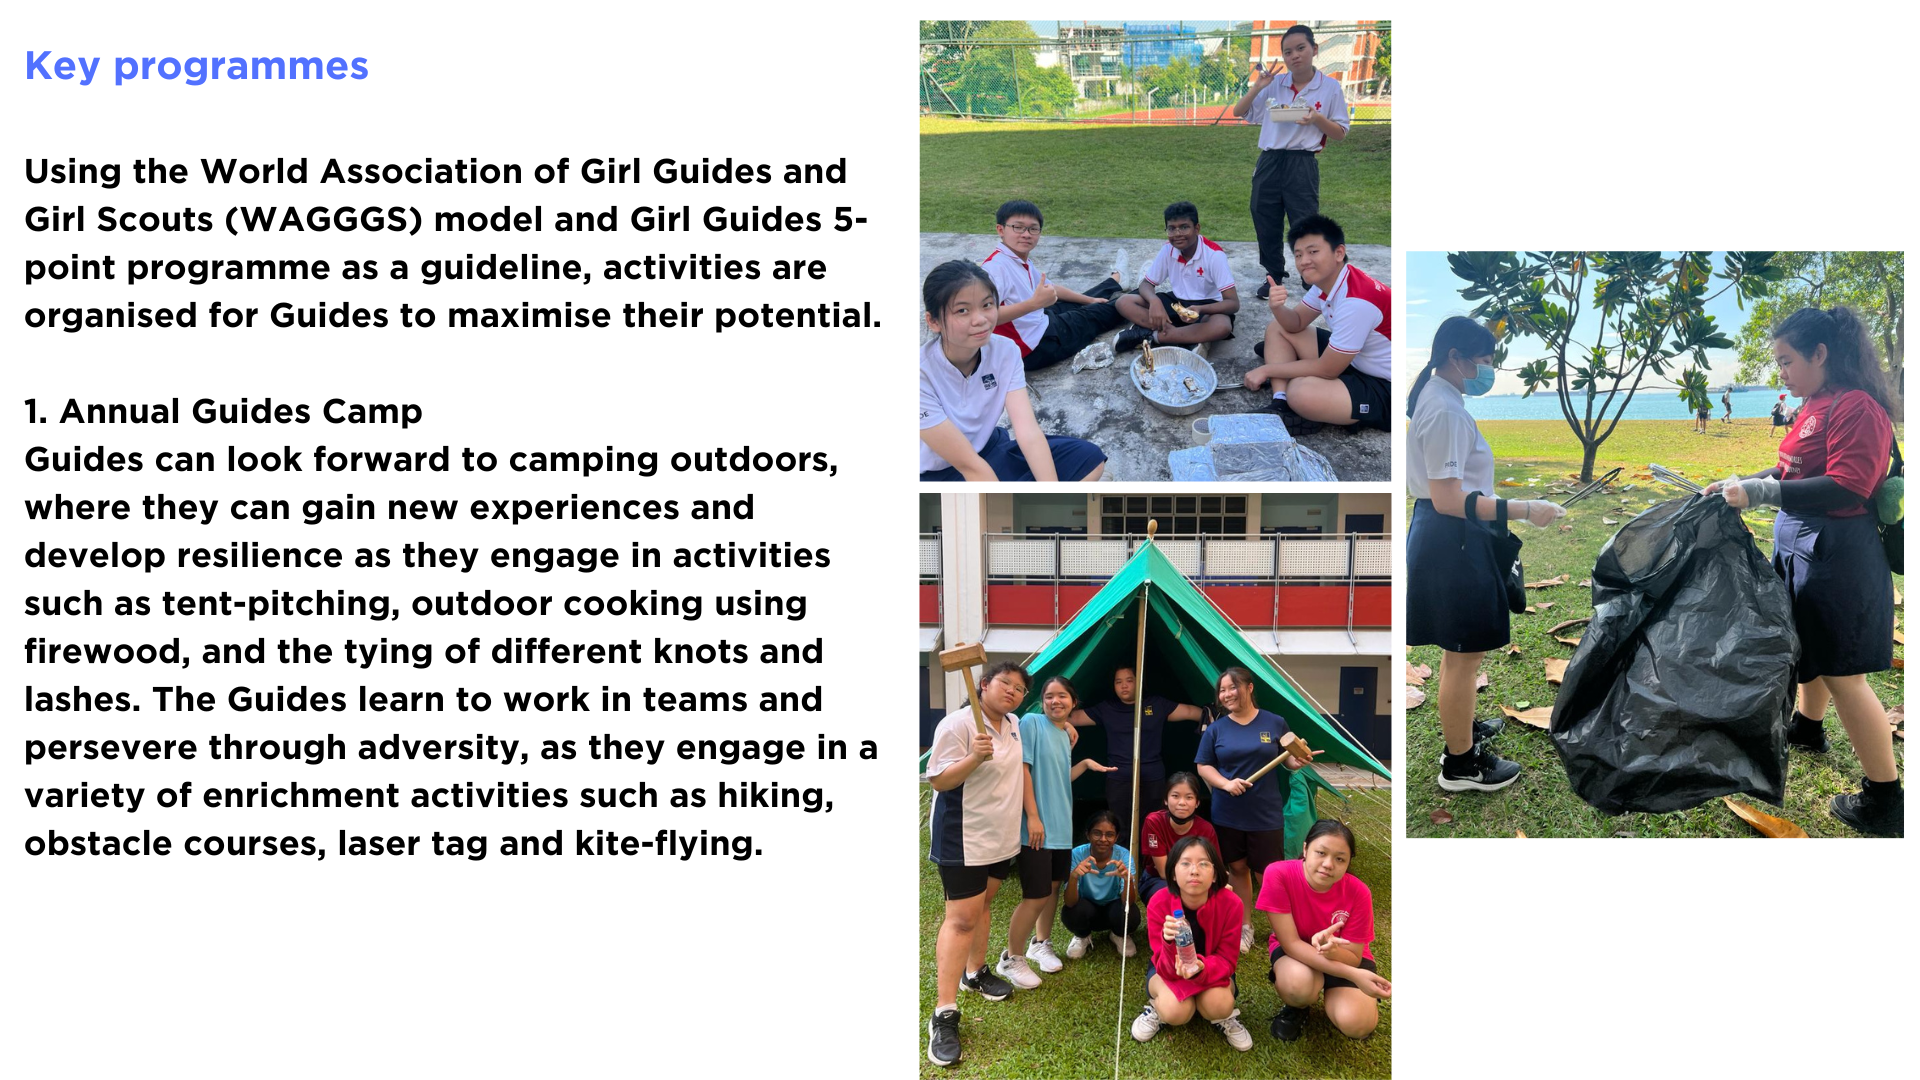 Key programmes
Using the World Association of Girl Guides and
Girl Scouts (WAGGGS) model and Girl Guides 5-
point programme as a guideline, activities are
organised for Guides to maximise their potential.
1. Annual Guides Camp
Guides can look forward to camping outdoors,
where they can gain new experiences and
develop resilience as they engage in activities
such as tent-pitching, outdoor cooking using
firewood, and the tying of different knots and
lashes. The Guides learn to work in teams and
persevere through adversity, as they engage in a
variety of enrichment activities such as hiking,
obstacle courses, laser tag and kite-flying.